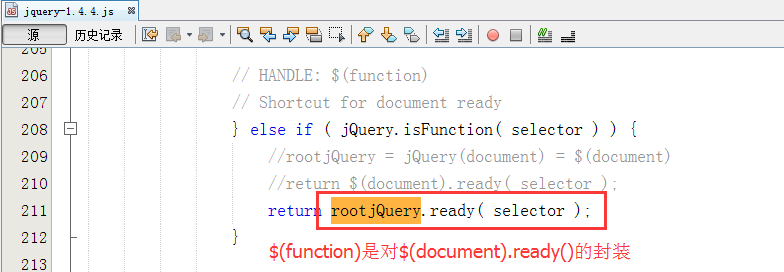 jquery-1.4.4.js
源 历史记录
205
206 // HANDLE: $(function)
207 // Shortcut for document ready
208 } else if ( jQuery.isFunction( selector ) ) {
209 //rootjQuery = jQuery(document) = $(document)
210 //return $(document).ready( selector );
211 return rootjQuery.ready( selector );
212 }
213 $(function)是对$(document).ready()的封装